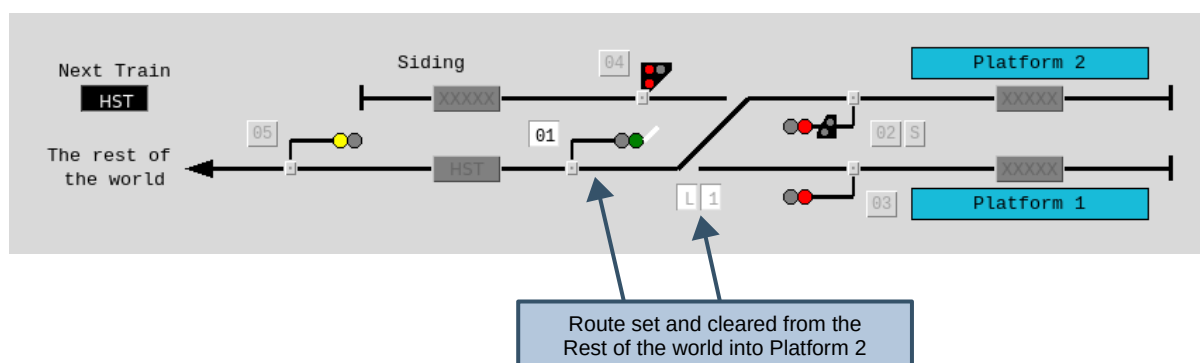 Next Train
HST
Siding
XXXXX
04
Platform 2
XXXXX
05
01
02 S
The rest of
the world
HST
L 1
03
XXXXX
Platform 1
Route set and cleared from the
Rest of the world into Platform 2